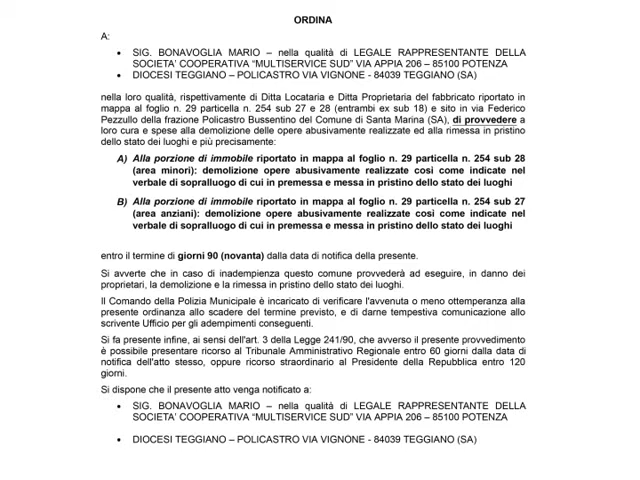 ORDINA
A:
• SIG. BONAVOGLIA MARIO – nella qualità di LEGALE RAPPRESENTANTE DELLA
SOCIETA' COOPERATIVA "MULTISERVICE SUD" VIA APPIA 206 – 85100 POTENZA
• DIOCESI TEGGIANO – POLICASTRO VIA VIGNONE - 84039 TEGGIANO (SA)
nella loro qualità, rispettivamente di Ditta Locataria e Ditta Proprietaria del fabbricato riportato in
mappa al foglio n. 29 particella n. 254 sub 27 e 28 (entrambi ex sub 18) e sito in via Federico
Pezzullo della frazione Policastro Bussentino del Comune di Santa Marina (SA), di provvedere a
loro cura e spese alla demolizione delle opere abusivamente realizzate ed alla rimessa in pristino
dello stato dei luoghi e più precisamente:
A) Alla porzione di immobile riportato in mappa al foglio n. 29 particella n. 254 sub 28
(area minori): demolizione opere abusivamente realizzate così come indicate nel
verbale di sopralluogo di cui in premessa e messa in pristino dello stato dei luoghi
B) Alla porzione di immobile riportato in mappa al foglio n. 29 particella n. 254 sub 27
(area anziani): demolizione opere abusivamente realizzate così come indicate nel
verbale di sopralluogo di cui in premessa e messa in pristino dello stato dei luoghi
entro il termine di giorni 90 (novanta) dalla data di notifica della presente.
Si avverte che in caso di inadempienza questo comune provvederà ad eseguire, in danno dei
proprietari, la demolizione e la rimessa in pristino dello stato dei luoghi.
Il Comando della Polizia Municipale è incaricato di verificare l'avvenuta o meno ottemperanza alla
presente ordinanza allo scadere del termine previsto, e di darne tempestiva comunicazione allo
scrivente Ufficio per gli adempimenti conseguenti.
Si fa presente infine, ai sensi dell'art. 3 della Legge 241/90, che avverso il presente provvedimento
è possibile presentare ricorso al Tribunale Amministrativo Regionale entro 60 giorni dalla data di
notifica dell'atto stesso, oppure ricorso straordinario al Presidente della Repubblica entro 120
giorni.
Si dispone che il presente atto venga notificato a:
• SIG. BONAVOGLIA MARIO – nella qualità di LEGALE RAPPRESENTANTE DELLA
SOCIETA' COOPERATIVA "MULTISERVICE SUD" VIA APPIA 206 – 85100 POTENZA
• DIOCESI TEGGIANO – POLICASTRO VIA VIGNONE - 84039 TEGGIANO (SA)